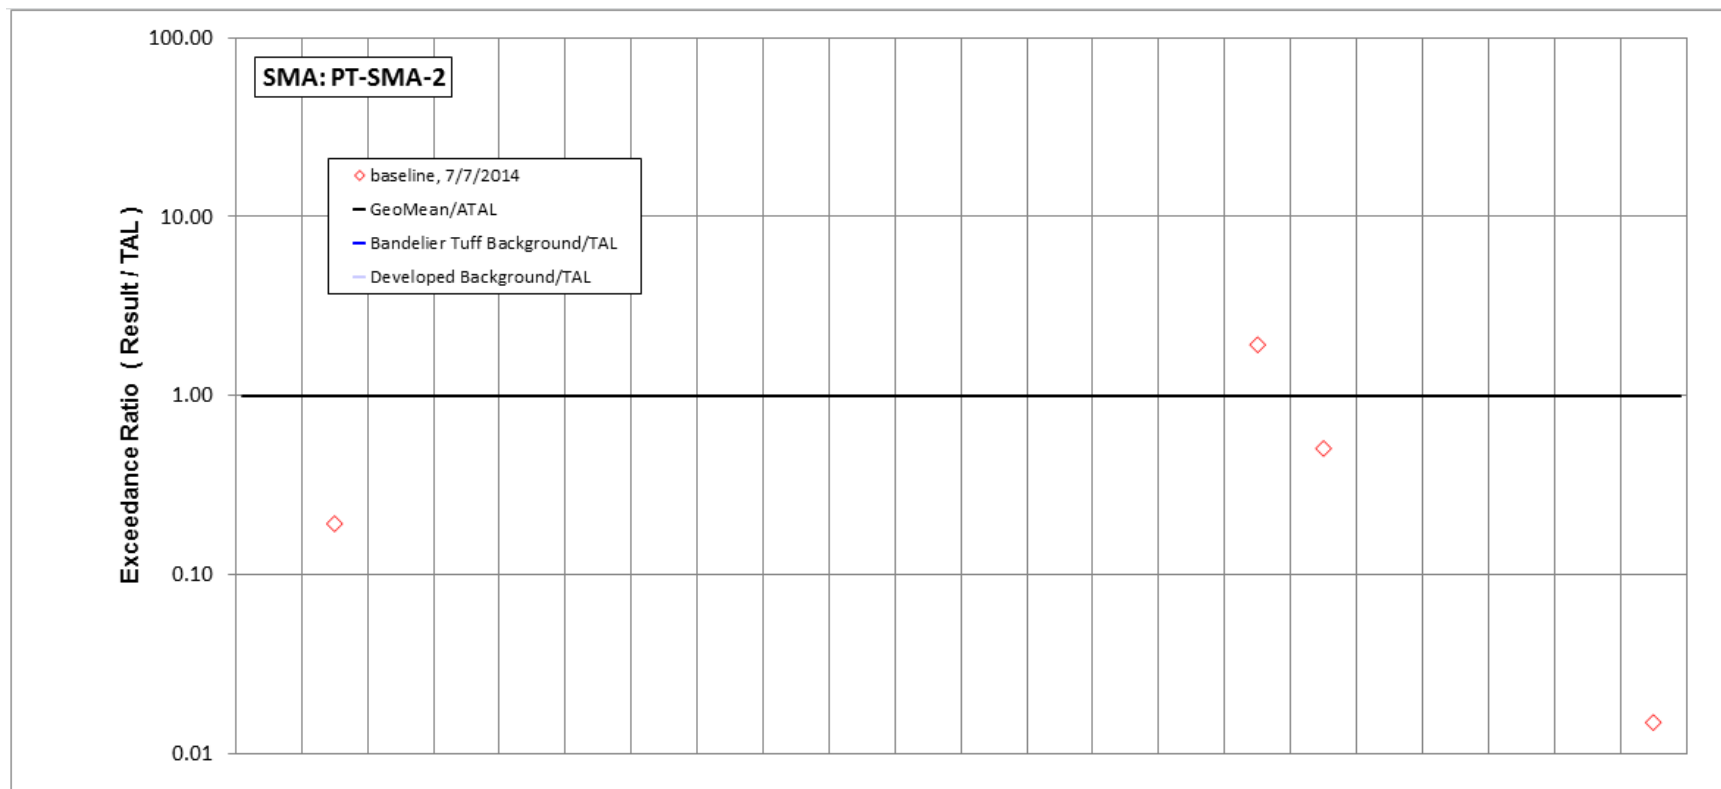 100.00
SMA: PT-SMA-2
baseline, 7/7/2014
GeoMean/ATAL
Bandelier Tuff Background/TAL
Developed Background/TAL
10.00
1.00
0.10
0.01
Exceedance Ratio ( Result / TAL )